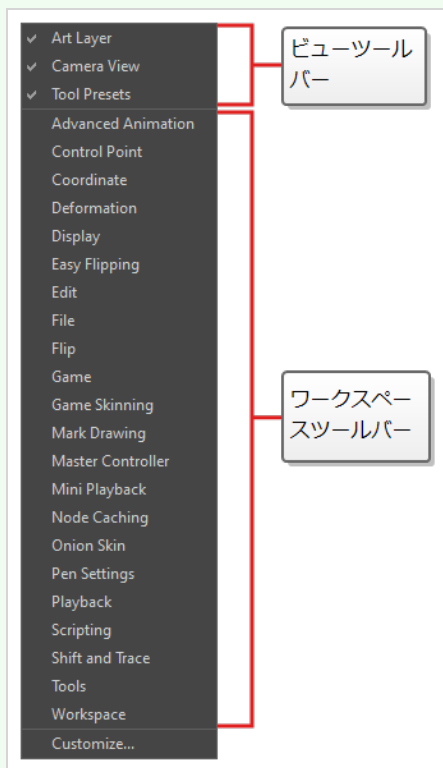 Art Layer
Camera View
Tool Presets
Advanced Animation
Control Point
Coordinate
Deformation
Display
Easy Flipping
Edit
File
Flip
Game
Game Skinning
Mark Drawing
Master Controller
Mini Playback
Node Caching
Onion Skin
Pen Settings
Playback
Scripting
Shift and Trace
Tools
Workspace
Customize...
ビューツール
バー
ワークスペー
スツールバー